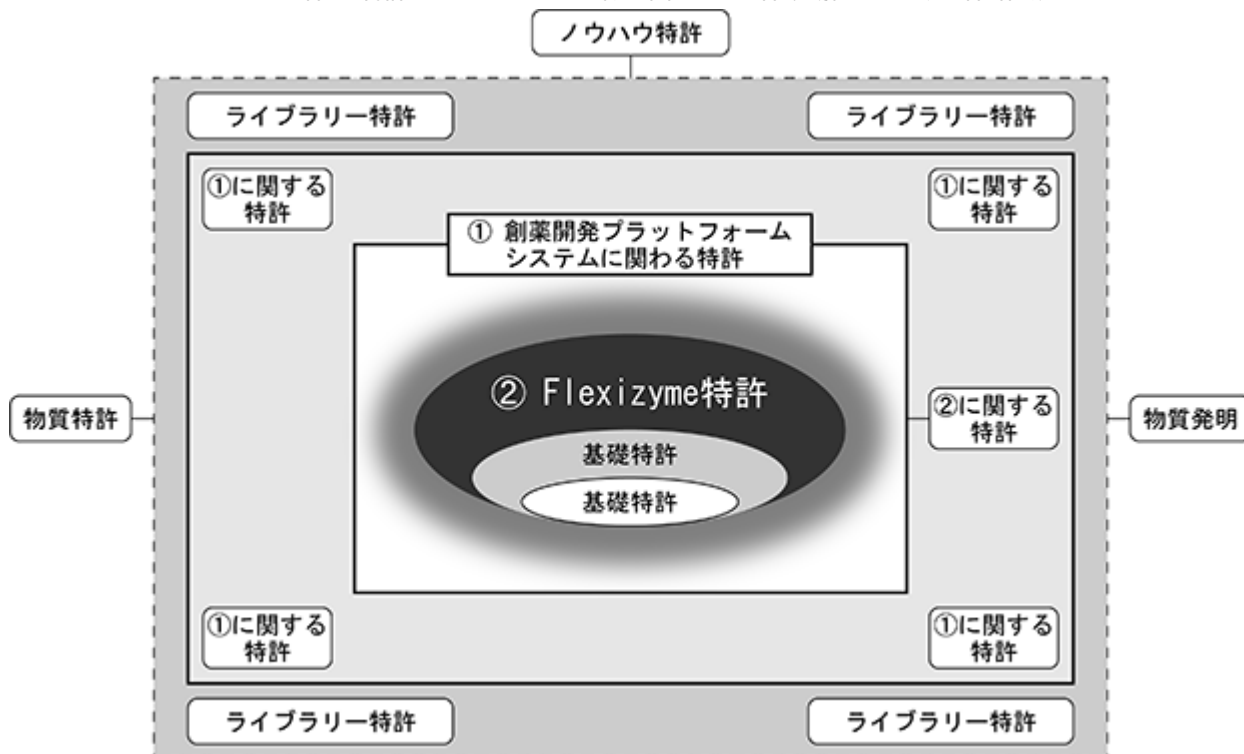 ノウハウ特許
ライブラリー特許
ライブラリー特許
①に関する
特許
①に関する
特許
① 創薬開発プラットフォーム
システムに関わる特許
② Flexizyme特許
基礎特許
基礎特許
物質特許
②に関する
特許
物質発明
①に関する
特許
①に関する
特許
ライブラリー特許
ライブラリー特許